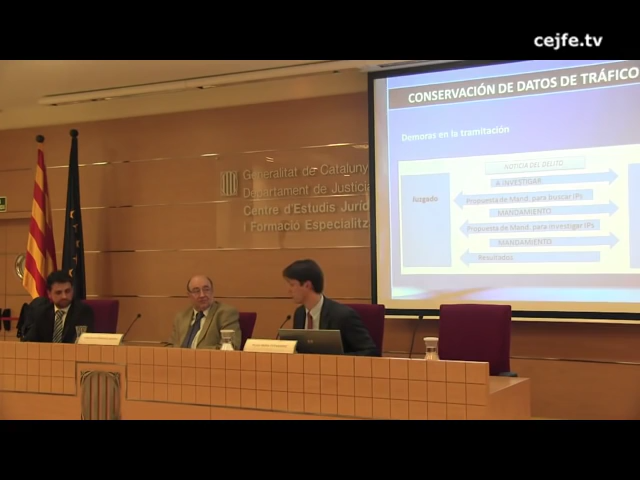 cejfe.tv
CONSERVACIÓN DE DATOS DE TRÁFICO
Demoras en la tramitación
NOTICIA DEL DELITO
A INVESTIGAR
Juzgado
Propuesta de Mand. para buscar IPs
MANDAMIENTO
Propuesta de Mand. para investigar IPs
MANDAMIENTO
Resultados
Generalitat de Cataluny
Departament de Justícia
Centre d'Estudis Juríd
i Formació Especialitz